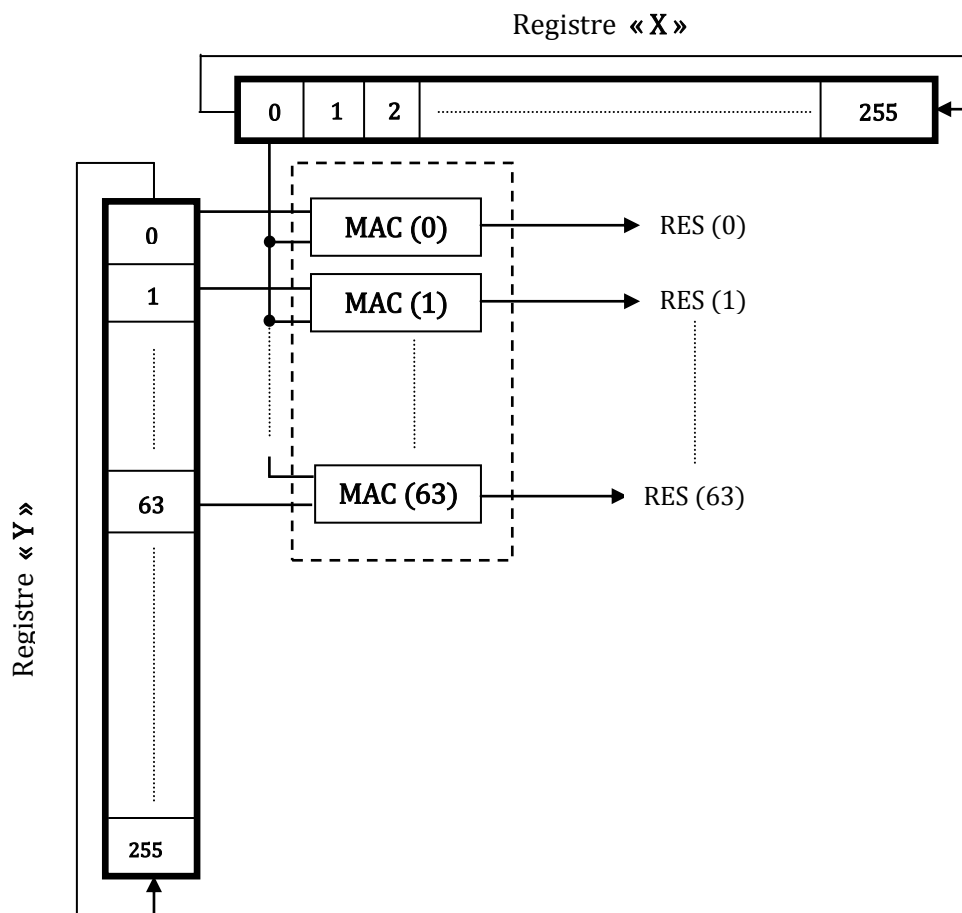 Registre « X »
0 1 2 255
0 MAC (0) RES (0)
1 MAC (1) RES (1)
63 MAC (63) RES (63)
Registre « Y »
255